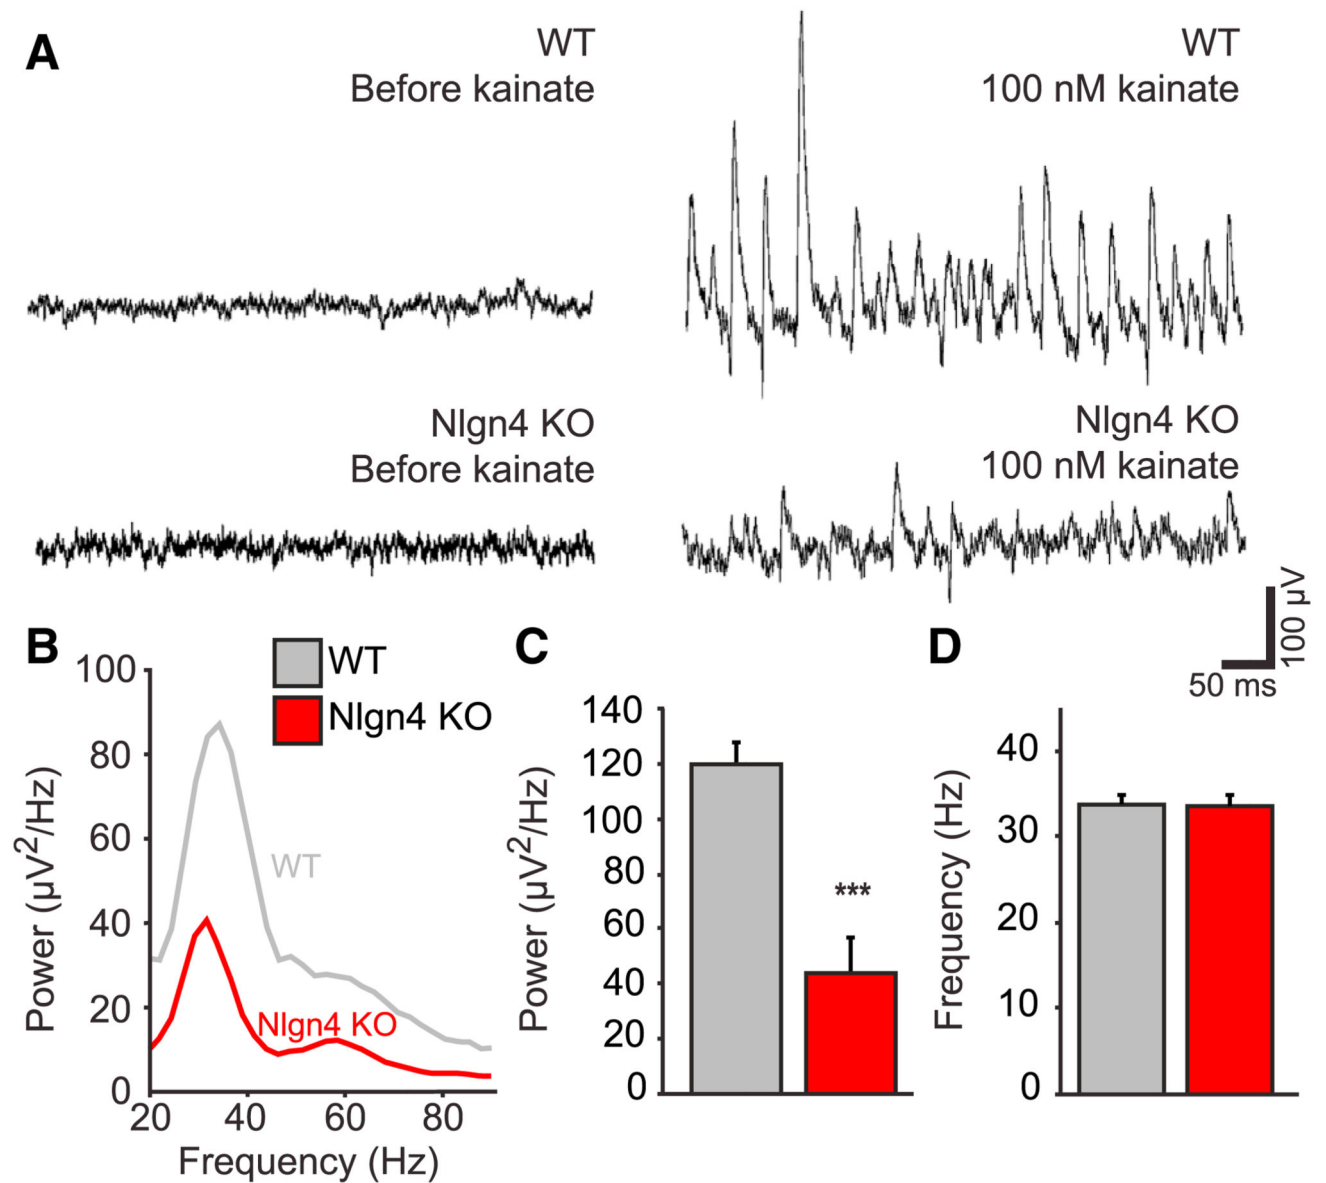 A
WT
Before kainate
WT
100 nM kainate
Nlgn4 KO
Before kainate
Nlgn4 KO
100 nM kainate
100 µV
50 ms
B
WT
Nlgn4 KO
100
80
60
40
20
0
Power (µV²/Hz)
WT
Nlgn4 KO
20 40 60 80
Frequency (Hz)
C
140
120
100
80
60
40
20
0
Power (µV²/Hz)
***
D
40
30
20
10
0
Frequency (Hz)